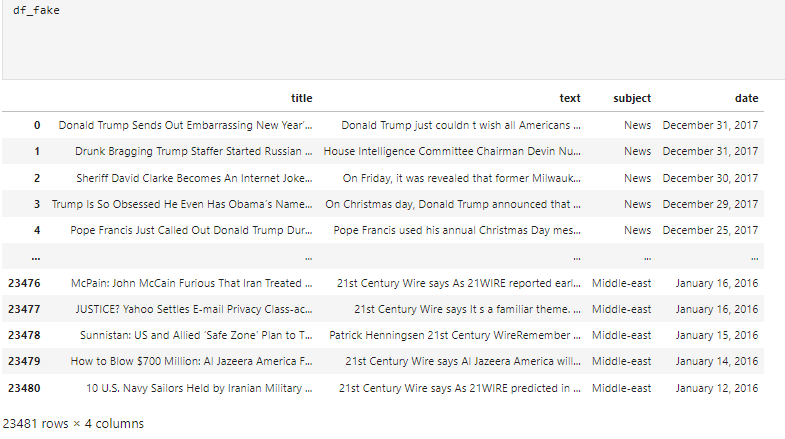 df_fake
title text subject date
0 Donald Trump Sends Out Embarrassing New Year'... Donald Trump just couldn t wish all Americans ... News December 31, 2017
1 Drunk Bragging Trump Staffer Started Russian ... House Intelligence Committee Chairman Devin Nu... News December 31, 2017
2 Sheriff David Clarke Becomes An Internet Joke... On Friday, it was revealed that former Milwauk... News December 30, 2017
3 Trump Is So Obsessed He Even Has Obama's Name... On Christmas day, Donald Trump announced that ... News December 29, 2017
4 Pope Francis Just Called Out Donald Trump Dur... Pope Francis used his annual Christmas Day mes... News December 25, 2017
... ... ... ... ...
23476 McPain: John McCain Furious That Iran Treated ... 21st Century Wire says As 21WIRE reported earl... Middle-east January 16, 2016
23477 JUSTICE? Yahoo Settles E-mail Privacy Class-ac... 21st Century Wire says It s a familiar theme. ... Middle-east January 16, 2016
23478 Sunnistan: US and Allied 'Safe Zone' Plan to T... Patrick Henningsen 21st Century WireRemember ... Middle-east January 15, 2016
23479 How to Blow $700 Million: Al Jazeera America F... 21st Century Wire says Al Jazeera America will... Middle-east January 14, 2016
23480 10 U.S. Navy Sailors Held by Iranian Military ... 21st Century Wire says As 21WIRE predicted in ... Middle-east January 12, 2016
23481 rows × 4 columns